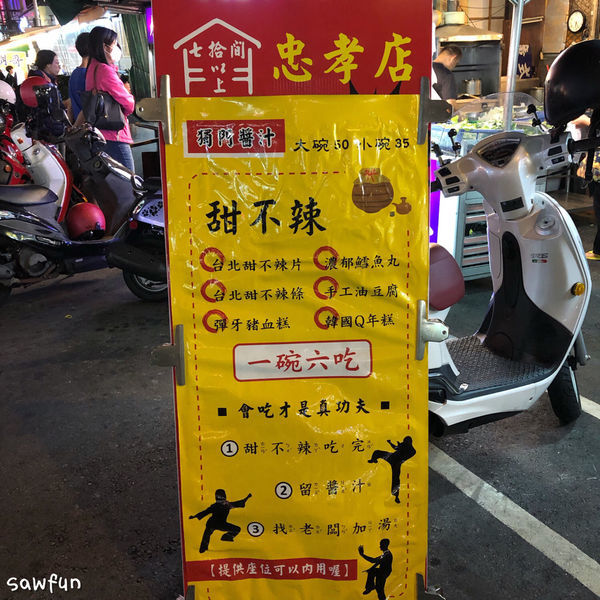 七拾間
以上
忠孝店
獨門醬汁 大碗50 小碗35
甜不辣
台北甜不辣片 濃郁鱈魚丸
台北甜不辣條 手工油豆腐
彈牙豬血糕 韓國Q年糕
一碗六吃
■ 會吃才是真功夫 ■
① 甜不辣吃完
② 留醬汁
③ 找老闆加湯
【提供座位可以內用喔】
sawfun